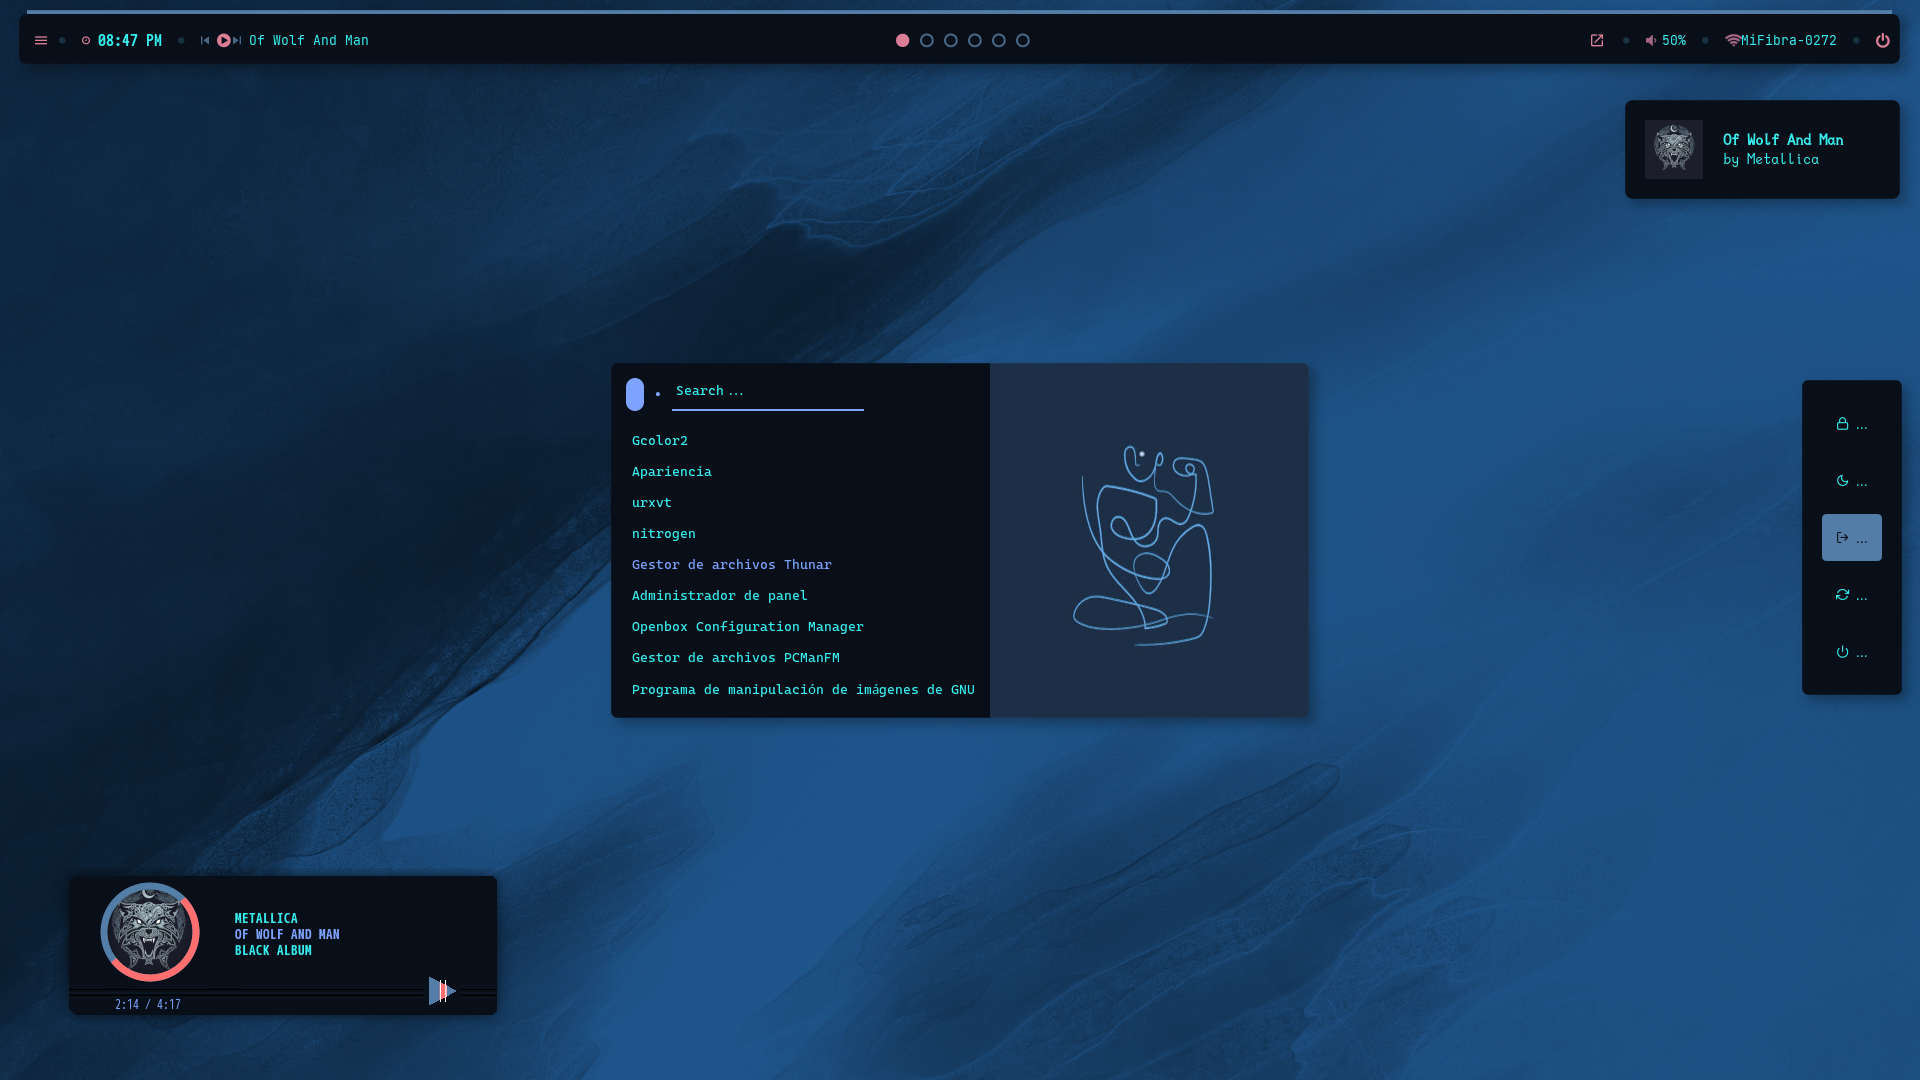 08:47 PM
Of Wolf And Man
50%
MiFibra-0272
Of Wolf And Man
by Metallica
Search ...
Gcolor2
Apariencia
urxvt
nitrogen
Gestor de archivos Thunar
Administrador de panel
Openbox Configuration Manager
Gestor de archivos PCManFM
Programa de manipulación de imágenes de GNU
...
...
...
...
...
METALLICA
OF WOLF AND MAN
BLACK ALBUM
2:14 / 4:17